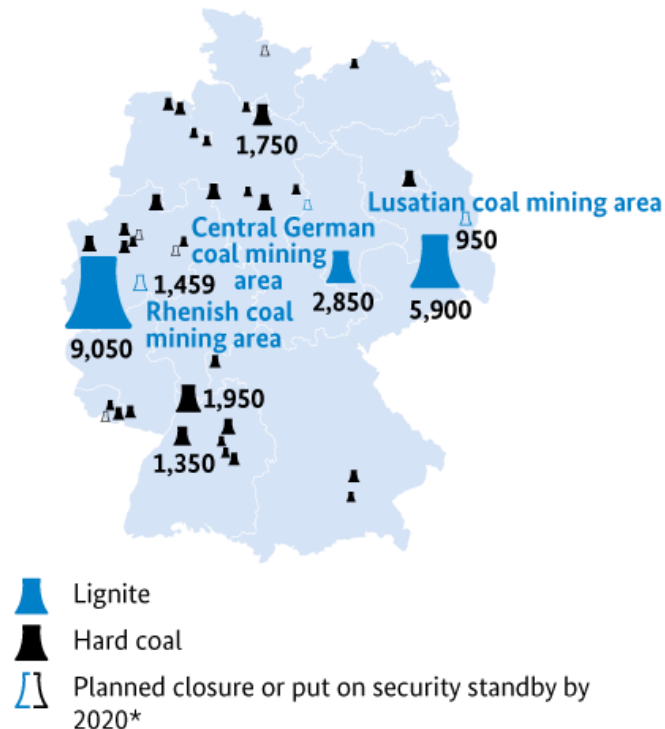 1,750
Lusatian coal mining area
950
Central German
coal mining
area
1,459
2,850
5,900
Rhenish coal
mining area
9,050
1,950
1,350
Lignite
Hard coal
Planned closure or put on security standby by
2020*